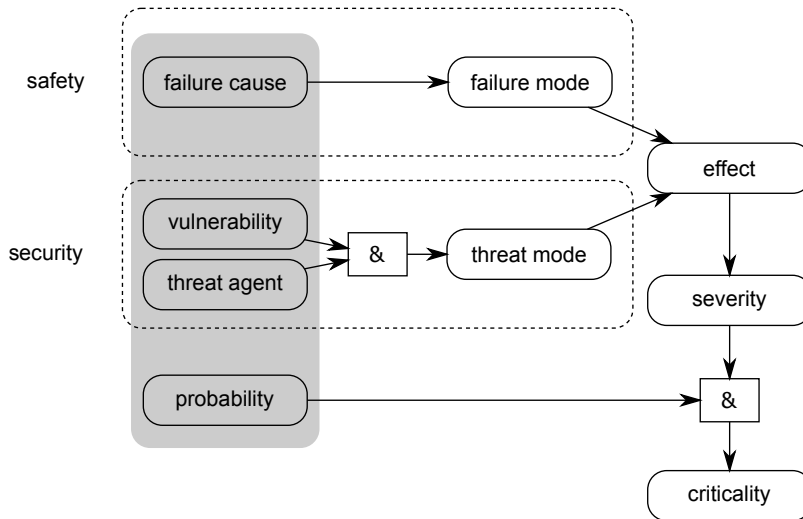 safety
failure cause
failure mode
effect
security
vulnerability
&
threat mode
threat agent
severity
probability
&
criticality